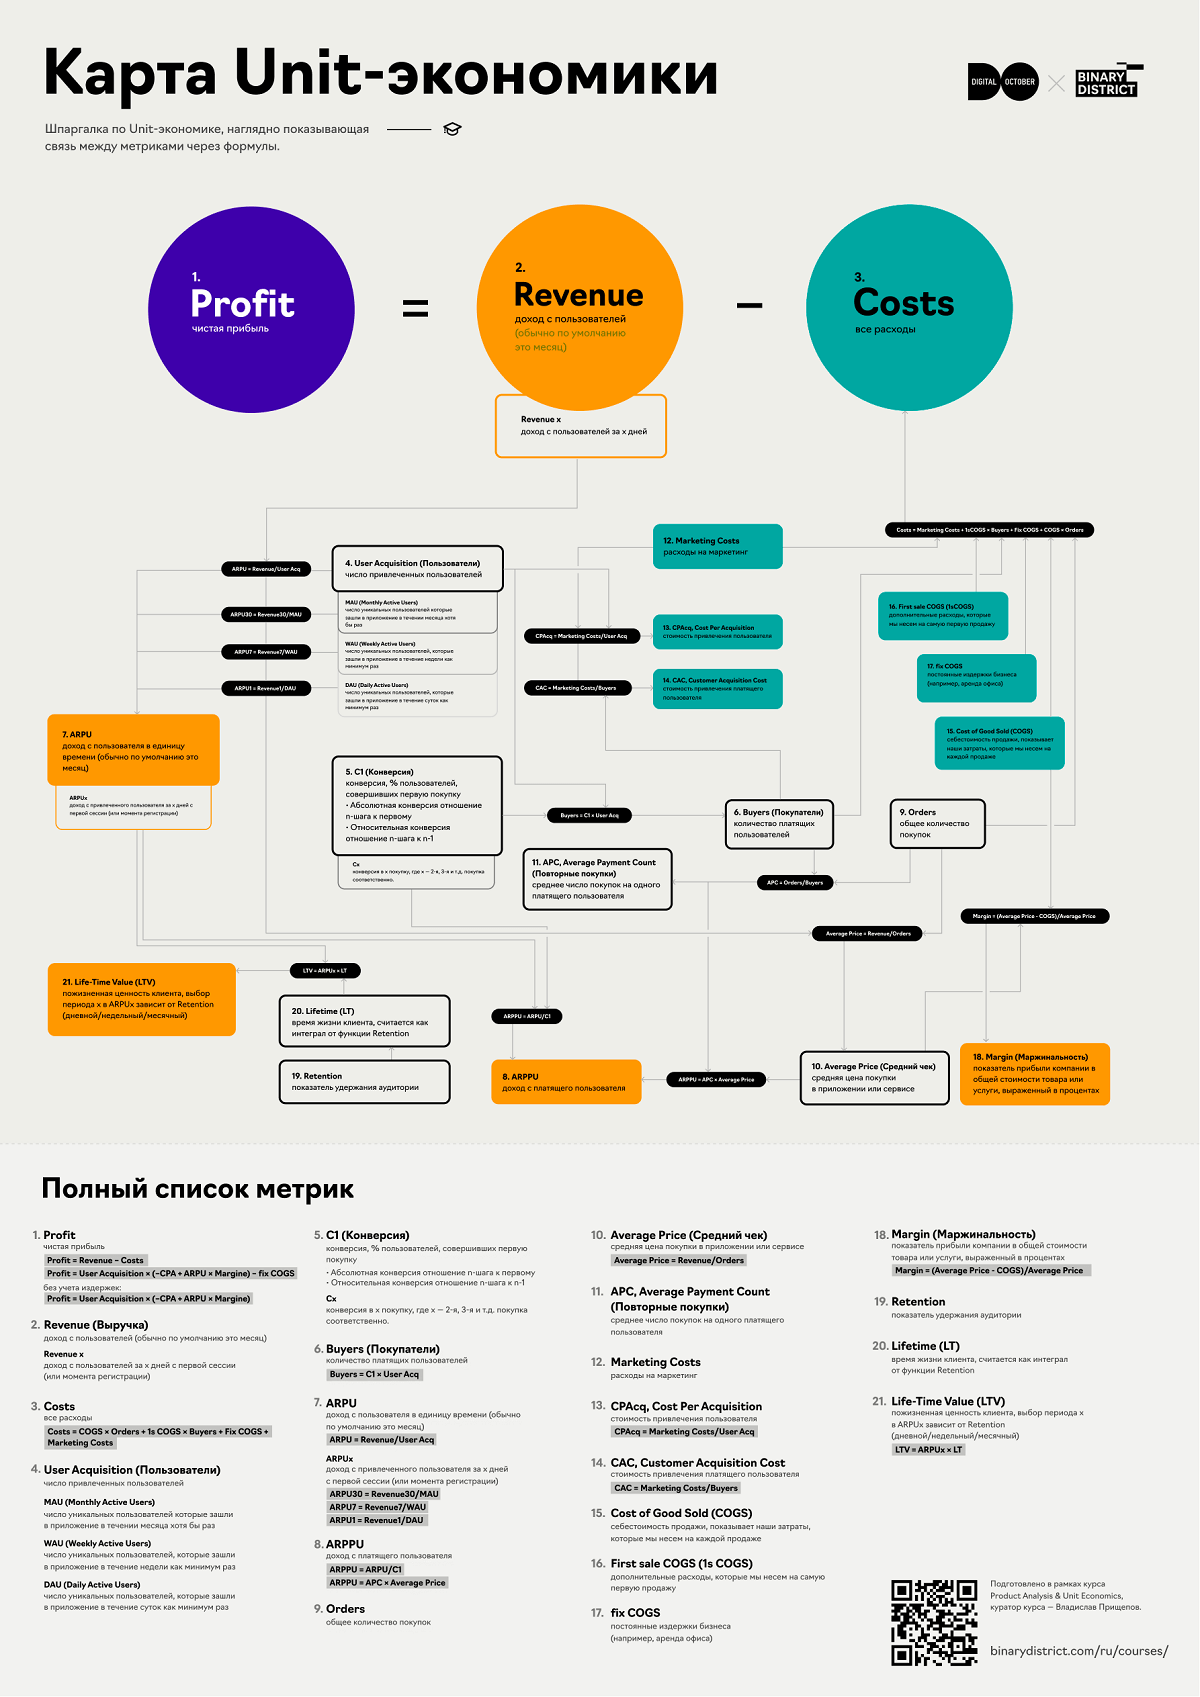 Карта Unit-экономики
DIGITAL OCTOBER
BINARY DISTRICT
Шпаргалка по Unit-экономике, наглядно показывающая
связь между метриками через формулы.
1.
Profit
чистая прибыль
=
2.
Revenue
доход с пользователей
(обычно по умолчанию
это месяц)
–
3.
Costs
все расходы
Revenue x
доход с пользователей за x дней
Costs = Marketing Costs + 1sCOGS × Buyers + Fix COGS + COGS × Orders
12. Marketing Costs
расходы на маркетинг
4. User Acquisition (Пользователи)
число привлеченных пользователей
ARPU = Revenue/User Acq
MAU (Monthly Active Users)
число уникальных пользователей которые
зашли в приложение в течении месяца хотя
бы раз
ARPU30 = Revenue30/MAU
WAU (Weekly Active Users)
число уникальных пользователей, которые
зашли в приложение в течение недели как
минимум раз
ARPU7 = Revenue7/WAU
DAU (Daily Active Users)
число уникальных пользователей, которые
зашли в приложение в течение суток как
минимум раз
ARPU1 = Revenue1/DAU
CPAcq = Marketing Costs/User Acq
13. CPAcq, Cost Per Acquisition
стоимость привлечения пользователя
CAC = Marketing Costs/Buyers
14. CAC, Customer Acquisition Cost
стоимость привлечения платящего
пользователя
16. First sale COGS (1sCOGS)
дополнительные расходы, которые
мы несем на самую первую продажу
17. fix COGS
постоянные издержки бизнеса
(например, аренда офиса)
15. Cost of Good Sold (COGS)
себестоимость продажи, показывает
наши затраты, которые мы несем на
каждой продаже
7. ARPU
доход с пользователя в единицу
времени (обычно по умолчанию это
месяц)
ARPUx
доход с привлеченного пользователя за x дней с
первой сессии (или момента регистрации)
5. C1 (Конверсия)
конверсия, % пользователей,
совершивших первую покупку
• Абсолютная конверсия отношение
n-шага к первому
• Относительная конверсия
отношение n-шага к n-1
Cx
конверсия в x покупку, где x — 2-я, 3-я и т.д. покупка
соответственно.
Buyers = C1 × User Acq
6. Buyers (Покупатели)
количество платящих
пользователей
9. Orders
общее количество
покупок
11. APC, Average Payment Count
(Повторные покупки)
среднее число покупок на одного
платящего пользователя
APC = Orders/Buyers
Average Price = Revenue/Orders
Margin = (Average Price - COGS)/Average Price
21. Life-Time Value (LTV)
пожизненная ценность клиента, выбор
периода x в ARPUx зависит от Retention
(дневной/недельный/месячный)
LTV = ARPUx × LT
20. Lifetime (LT)
время жизни клиента, считается как
интеграл от функции Retention
19. Retention
показатель удержания аудитории
ARPPU = ARPU/C1
8. ARPPU
доход с платящего пользователя
ARPPU = APC × Average Price
10. Average Price (Средний чек)
средняя цена покупки
в приложении или сервисе
18. Margin (Маржинальность)
показатель прибыли компании в
общей стоимости товара или
услуги, выраженный в процентах
Полный список метрик
1. Profit
чистая прибыль
Profit = Revenue – Costs
Profit = User Acquisition × (–CPA + ARPU × Margine) – fix COGS
без учета издержек:
Profit = User Acquisition × (–CPA + ARPU × Margine)
2. Revenue (Выручка)
доход с пользователей (обычно по умолчанию это месяц)
Revenue x
доход с пользователей за x дней с первой сессии
(или момента регистрации)
3. Costs
все расходы
Costs = COGS × Orders + 1s COGS × Buyers + Fix COGS +
Marketing Costs
4. User Acquisition (Пользователи)
число привлеченных пользователей
MAU (Monthly Active Users)
число уникальных пользователей которые зашли
в приложение в течении месяца хотя бы раз
WAU (Weekly Active Users)
число уникальных пользователей, которые зашли
в приложение в течение недели как минимум раз
DAU (Daily Active Users)
число уникальных пользователей, которые зашли
в приложение в течение суток как минимум раз
5. C1 (Конверсия)
конверсия, % пользователей, совершивших первую
покупку
• Абсолютная конверсия отношение n-шага к первому
• Относительная конверсия отношение n-шага к n-1
Cx
конверсия в x покупку, где x — 2-я, 3-я и т.д. покупка
соответственно.
6. Buyers (Покупатели)
количество платящих пользователей
Buyers = C1 × User Acq
7. ARPU
доход с пользователя в единицу времени (обычно
по умолчанию это месяц)
ARPU = Revenue/User Acq
ARPUx
доход с привлеченного пользователя за x дней
с первой сессии (или момента регистрации)
ARPU30 = Revenue30/MAU
ARPU7 = Revenue7/WAU
ARPU1 = Revenue1/DAU
8. ARPPU
доход с платящего пользователя
ARPPU = ARPU/C1
ARPPU = APC × Average Price
9. Orders
общее количество покупок
10. Average Price (Средний чек)
средняя цена покупки в приложении или сервисе
Average Price = Revenue/Orders
11. APC, Average Payment Count
(Повторные покупки)
среднее число покупок на одного платящего
пользователя
12. Marketing Costs
расходы на маркетинг
13. CPAcq, Cost Per Acquisition
стоимость привлечения пользователя
CPAcq = Marketing Costs/User Acq
14. CAC, Customer Acquisition Cost
стоимость привлечения платящего пользователя
CAC = Marketing Costs/Buyers
15. Cost of Good Sold (COGS)
себестоимость продажи, показывает наши затраты,
которые мы несем на каждой продаже
16. First sale COGS (1s COGS)
дополнительные расходы, которые мы несем на самую
первую продажу
17. fix COGS
постоянные издержки бизнеса
(например, аренда офиса)
18. Margin (Маржинальность)
показатель прибыли компании в общей стоимости
товара или услуги, выраженный в процентах
Margin = (Average Price - COGS)/Average Price
19. Retention
показатель удержания аудитории
20. Lifetime (LT)
время жизни клиента, считается как интеграл
от функции Retention
21. Life-Time Value (LTV)
пожизненная ценность клиента, выбор периода x
в ARPUx зависит от Retention
(дневной/недельный/месячный)
LTV = ARPUx × LT
Подготовлено в рамках курса
Product Analysis & Unit Economics,
куратор курса — Владислав Прищепов.
binarydistrict.com/ru/courses/